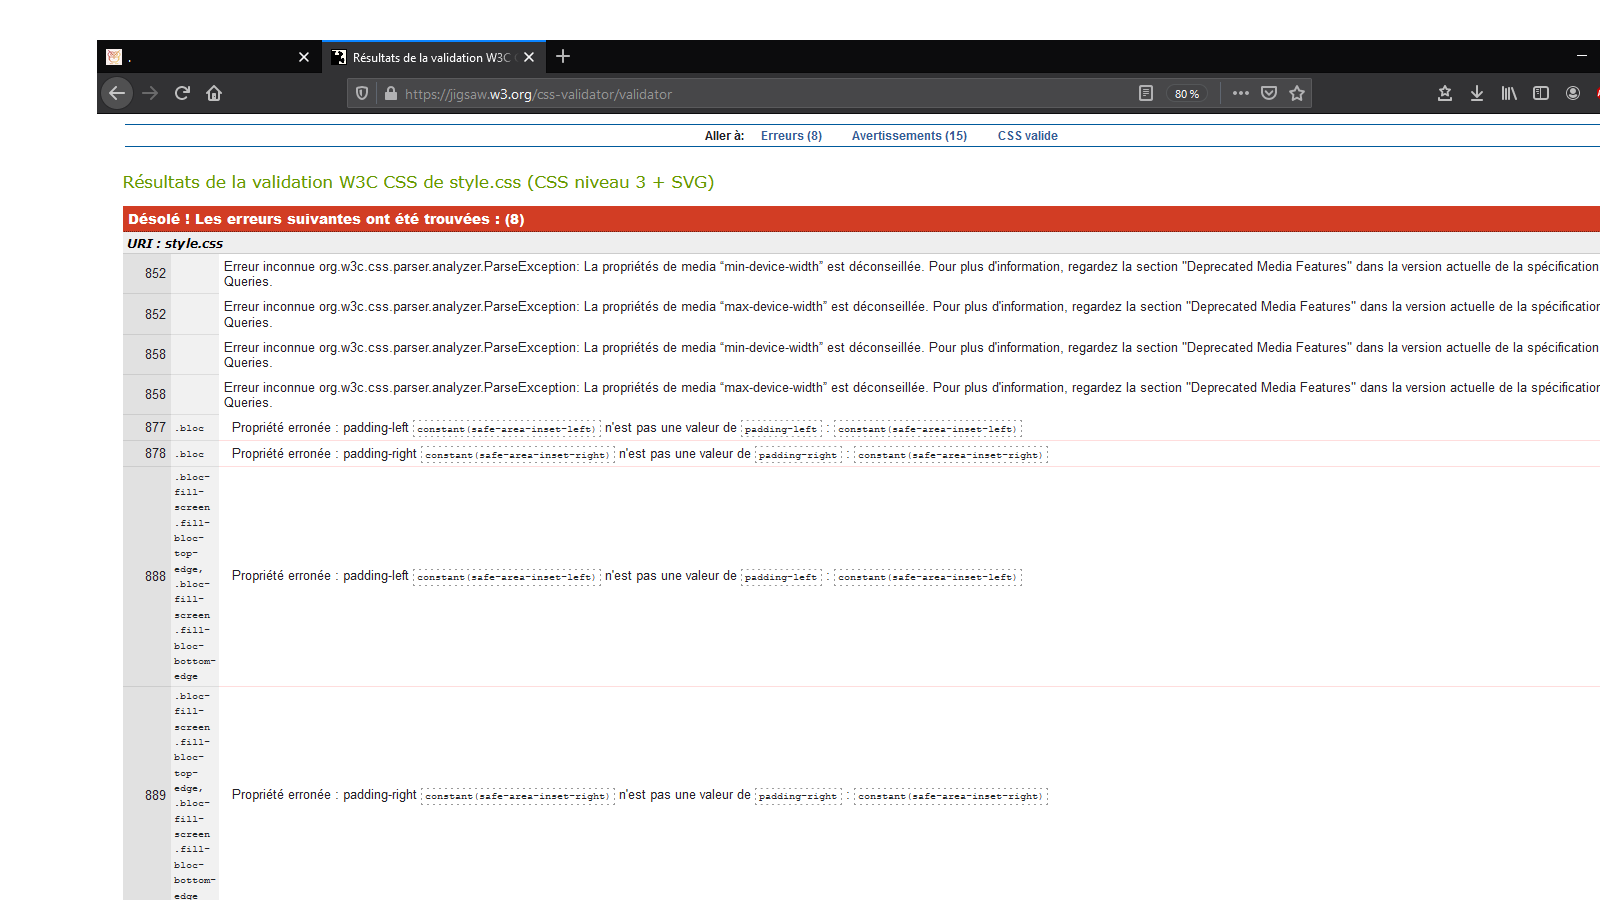 .
Résultats de la validation W3C
https://jigsaw.w3.org/css-validator/validator
80 %
Aller à: Erreurs (8) Avertissements (15) CSS valide
Résultats de la validation W3C CSS de style.css (CSS niveau 3 + SVG)
Désolé ! Les erreurs suivantes ont été trouvées : (8)
URI : style.css
852 Erreur inconnue org.w3c.css.parser.analyzer.ParseException: La propriétés de media “min-device-width” est déconseillée. Pour plus d'information, regardez la section "Deprecated Media Features" dans la version actuelle de la spécification
Queries.
852 Erreur inconnue org.w3c.css.parser.analyzer.ParseException: La propriétés de media “max-device-width” est déconseillée. Pour plus d'information, regardez la section "Deprecated Media Features" dans la version actuelle de la spécification
Queries.
858 Erreur inconnue org.w3c.css.parser.analyzer.ParseException: La propriétés de media “min-device-width” est déconseillée. Pour plus d'information, regardez la section "Deprecated Media Features" dans la version actuelle de la spécification
Queries.
858 Erreur inconnue org.w3c.css.parser.analyzer.ParseException: La propriétés de media “max-device-width” est déconseillée. Pour plus d'information, regardez la section "Deprecated Media Features" dans la version actuelle de la spécification
Queries.
877 .bloc Propriété erronée : padding-left constant(safe-area-inset-left) n'est pas une valeur de padding-left : constant(safe-area-inset-left)
878 .bloc Propriété erronée : padding-right constant(safe-area-inset-right) n'est pas une valeur de padding-right : constant(safe-area-inset-right)
888
.bloc-
fill-
screen
.fill-
bloc-
top-
edge,
.bloc-
fill-
screen
.fill-
bloc-
bottom-
edge
Propriété erronée : padding-left constant(safe-area-inset-left) n'est pas une valeur de padding-left : constant(safe-area-inset-left)
889
.bloc-
fill-
screen
.fill-
bloc-
top-
edge,
.bloc-
fill-
screen
.fill-
bloc-
bottom-
edge
Propriété erronée : padding-right constant(safe-area-inset-right) n'est pas une valeur de padding-right : constant(safe-area-inset-right)